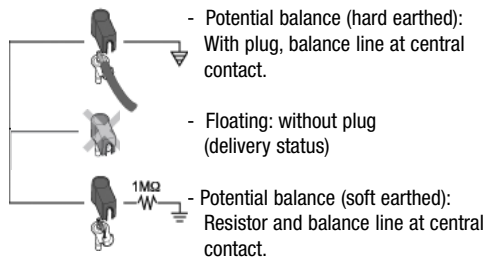 - Potential balance (hard earthed):
With plug, balance line at central
contact.
- Floating: without plug
(delivery status)
1MΩ
- Potential balance (soft earthed):
Resistor and balance line at central
contact.